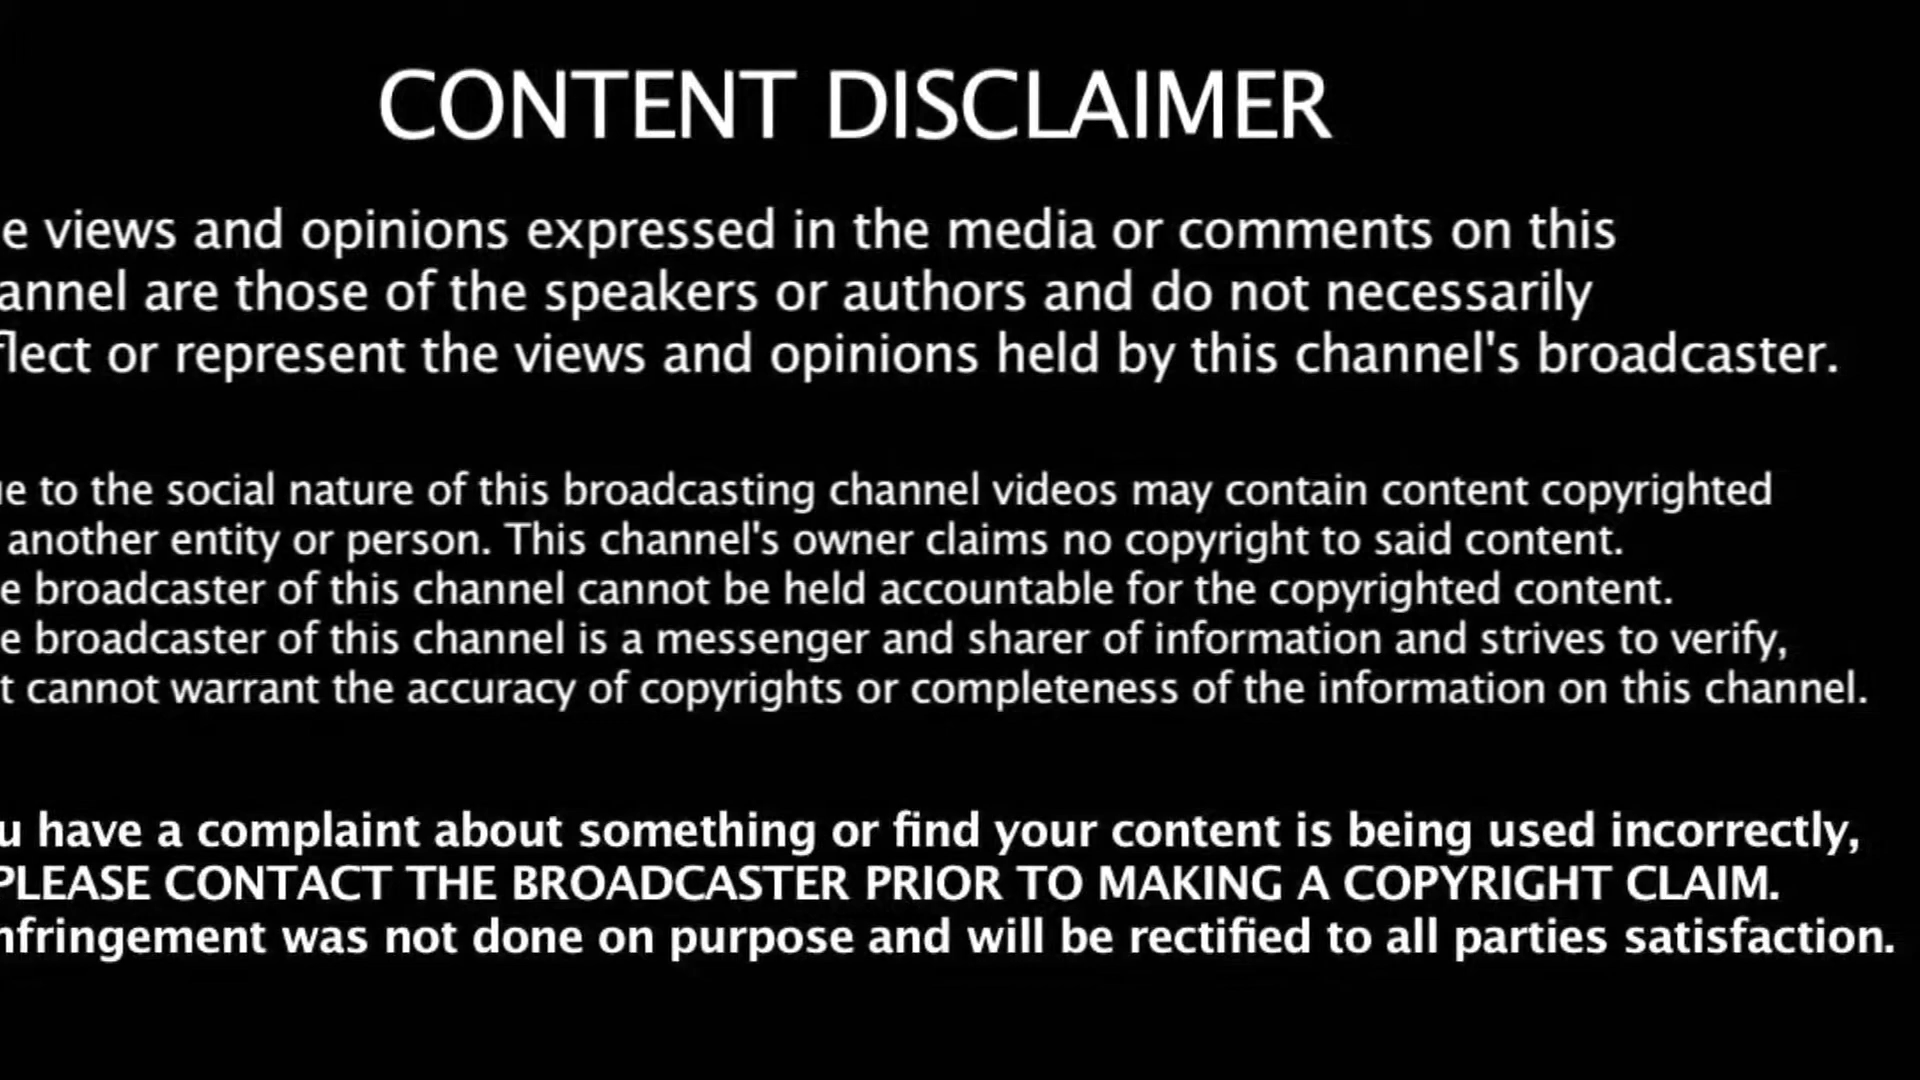 CONTENT DISCLAIMER
e views and opinions expressed in the media or comments on this
annel are those of the speakers or authors and do not necessarily
flect or represent the views and opinions held by this channel's broadcaster.
ue to the social nature of this broadcasting channel videos may contain content copyrighted
another entity or person. This channel's owner claims no copyright to said content.
e broadcaster of this channel cannot be held accountable for the copyrighted content.
e broadcaster of this channel is a messenger and sharer of information and strives to verify,
t cannot warrant the accuracy of copyrights or completeness of the information on this channel.
u have a complaint about something or find your content is being used incorrectly,
PLEASE CONTACT THE BROADCASTER PRIOR TO MAKING A COPYRIGHT CLAIM.
nfringement was not done on purpose and will be rectified to all parties satisfaction.